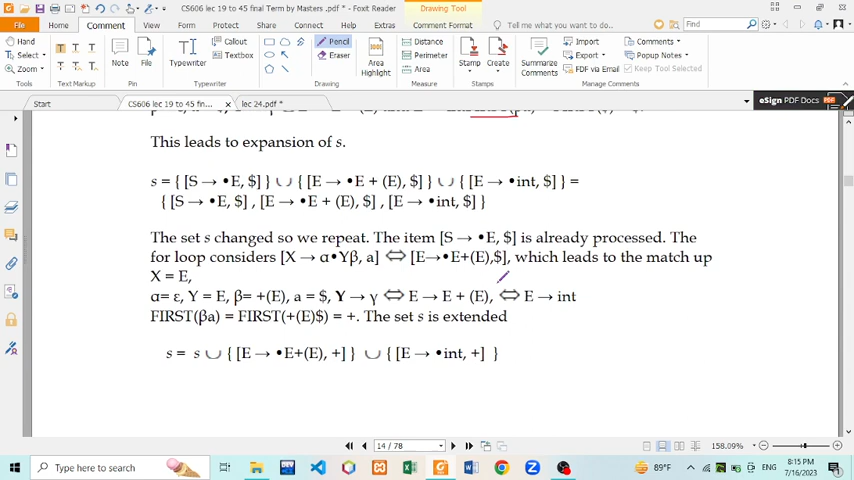 CS606 lec 19 to 45 final Term by Masters .pdf * - Foxit Reader
Drawing Tool
File Home Comment View Form Protect Share Connect Help Extras Comment Format Tell me what you want to do... Find
Hand
Select
Zoom
Tools
Text Markup
Note
File
Pin
Typewriter
Callout
Textbox
Typewriter
Pencil
Eraser
Drawing
Area Highlight
Distance
Perimeter
Area
Measure
Stamp
Create
Stamps
Summarize Comments
Import
Export
FDF via Email
Comments
Popup Notes
Keep Tool Selected
Manage Comments
Start CS606 lec 19 to 45 fina... lec 24.pdf * eSign PDF Docs
This leads to expansion of s.
s = { [S → •E, $] } ∪ { [E → •E + (E), $] } ∪ { [E → •int, $] } =
{ [S → •E, $] , [E → •E + (E), $] , [E → •int, $] }
The set s changed so we repeat. The item [S → •E, $] is already processed. The
for loop considers [X → α•Yβ, a] ⇔ [E→•E+(E),$], which leads to the match up
X = E,
α= ε, Y = E, β= +(E), a = $, Y → γ ⇔ E → E + (E), ⇔ E → int
FIRST(βa) = FIRST(+(E)$) = +. The set s is extended
s = s ∪ { [E → •E+(E), +] } ∪ { [E → •int, +] }
14 / 78 158.09%
Type here to search 89°F ENG 8:15 PM
7/16/2023